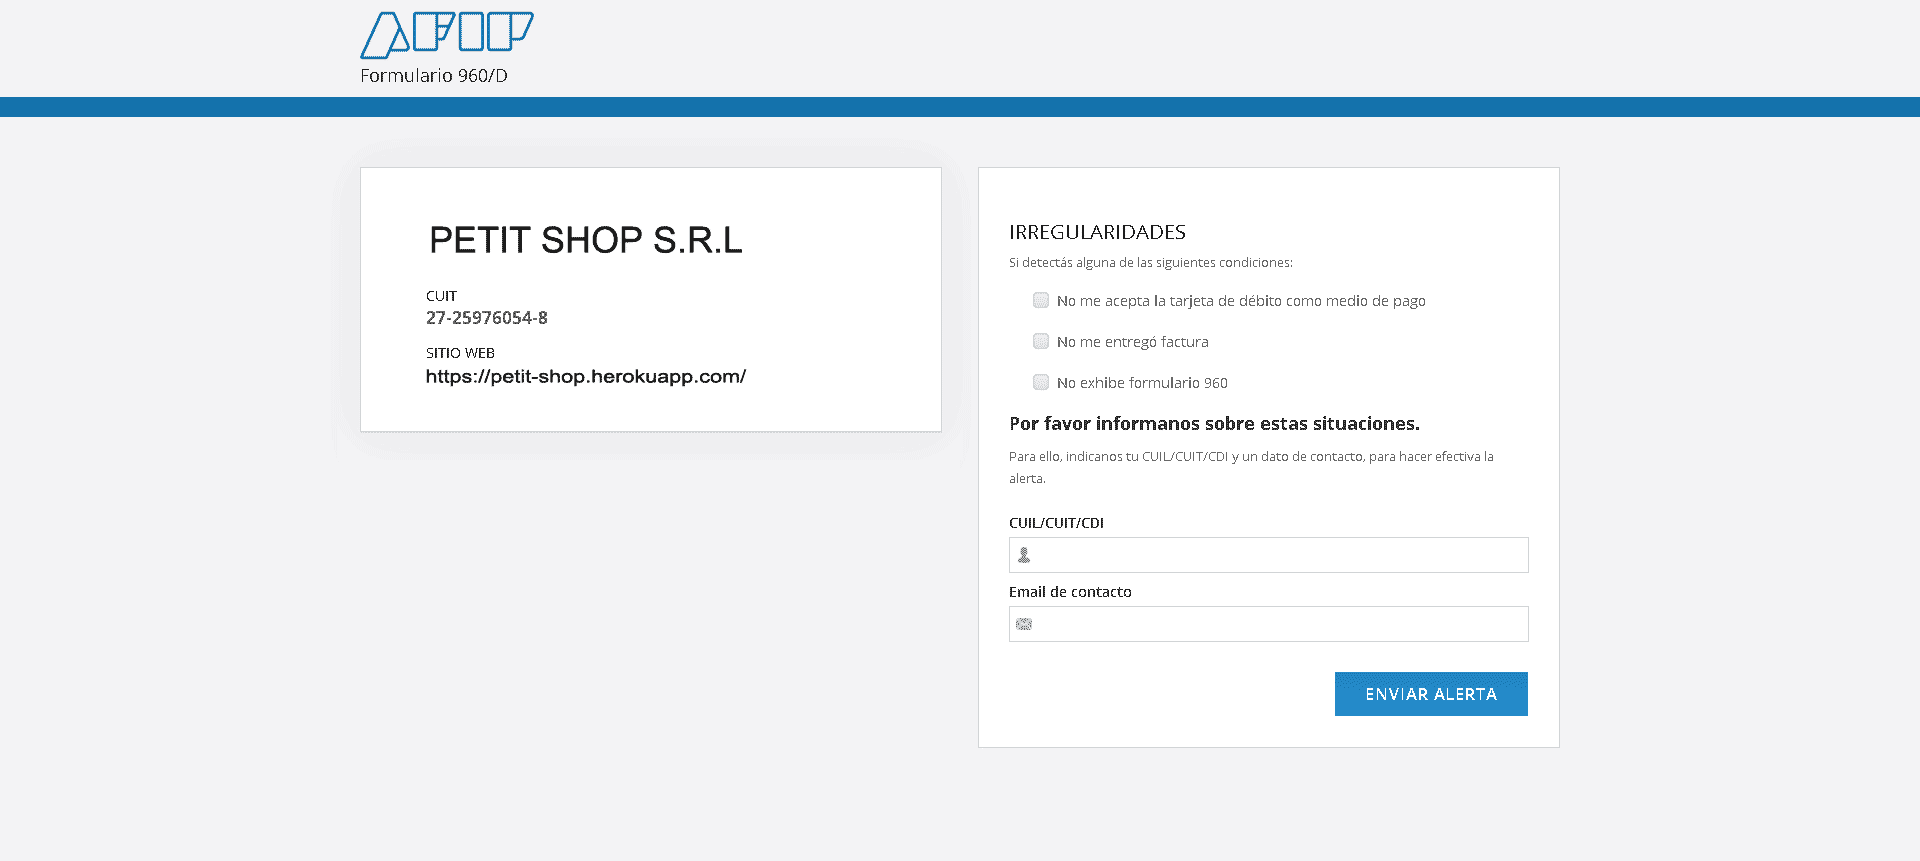 AFIP
Formulario 960/D
PETIT SHOP S.R.L
CUIT
27-25976054-8
SITIO WEB
https://petit-shop.herokuapp.com/
IRREGULARIDADES
Si detectás alguna de las siguientes condiciones:
No me acepta la tarjeta de débito como medio de pago
No me entregó factura
No exhibe formulario 960
Por favor informanos sobre estas situaciones.
Para ello, indicanos tu CUIL/CUIT/CDI y un dato de contacto, para hacer efectiva la
alerta.
CUIL/CUIT/CDI
Email de contacto
ENVIAR ALERTA